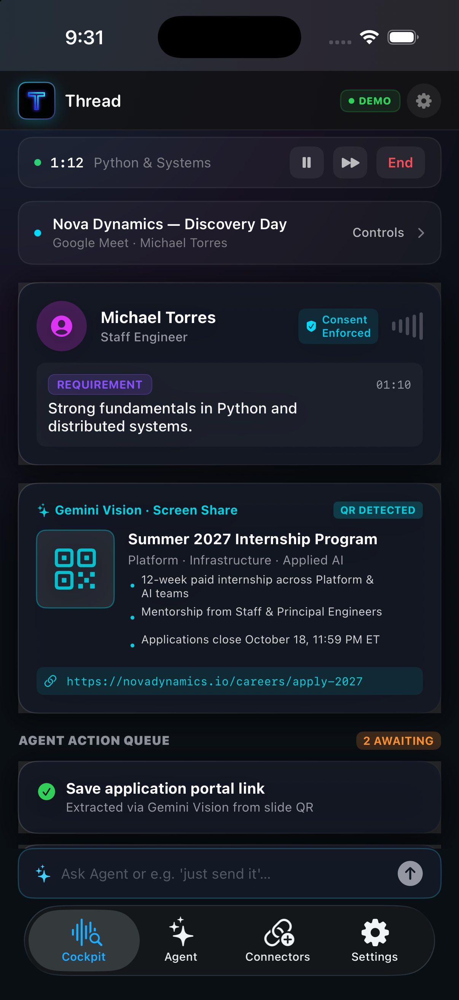 9:31
T
Thread
DEMO
1:12 Python & Systems
End
Nova Dynamics — Discovery Day
Google Meet · Michael Torres
Controls
Michael Torres
Staff Engineer
Consent
Enforced
REQUIREMENT
01:10
Strong fundamentals in Python and
distributed systems.
Gemini Vision · Screen Share
QR DETECTED
Summer 2027 Internship Program
Platform · Infrastructure · Applied AI
12-week paid internship across Platform &
AI teams
Mentorship from Staff & Principal Engineers
Applications close October 18, 11:59 PM ET
https://novadynamics.io/careers/apply-2027
AGENT ACTION QUEUE
2 AWAITING
Save application portal link
Extracted via Gemini Vision from slide QR
Ask Agent or e.g. 'just send it'...
Cockpit
Agent
Connectors
Settings